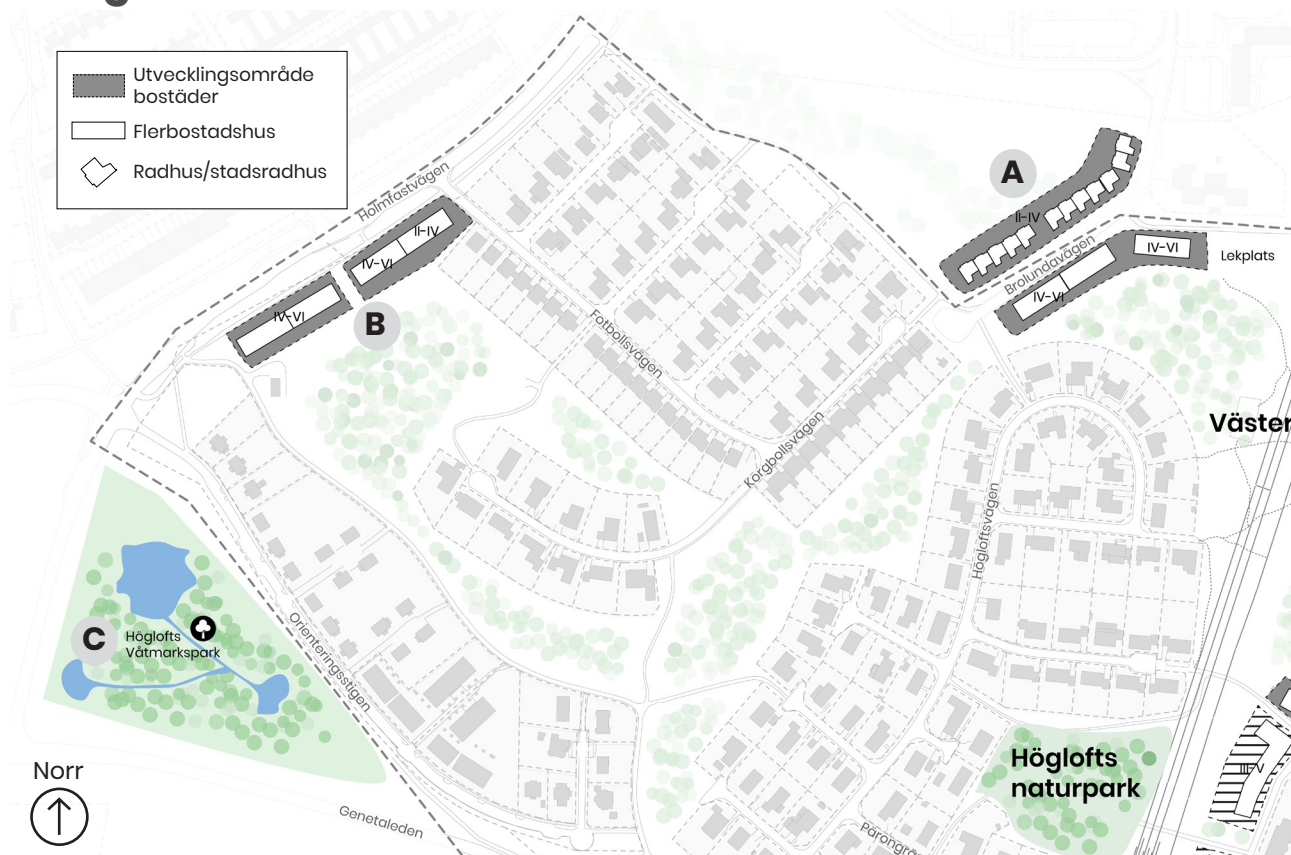 Utvecklingsområde
bostäder
Flerbostadshus
Radhus/stadsradhus
Holmfastvägen
A
II-IV
II-IV
IV-VI
IV-VI
Brolundavägen
Lekplats
IV-VI
IV-VI
B
Fotbollsvägen
Korgbollsvägen
Väster
Högloftsvägen
C
Höglofts
Våtmarkspark
Orienteringsstigen
Höglofts
naturpark
Norr
Genetaleden